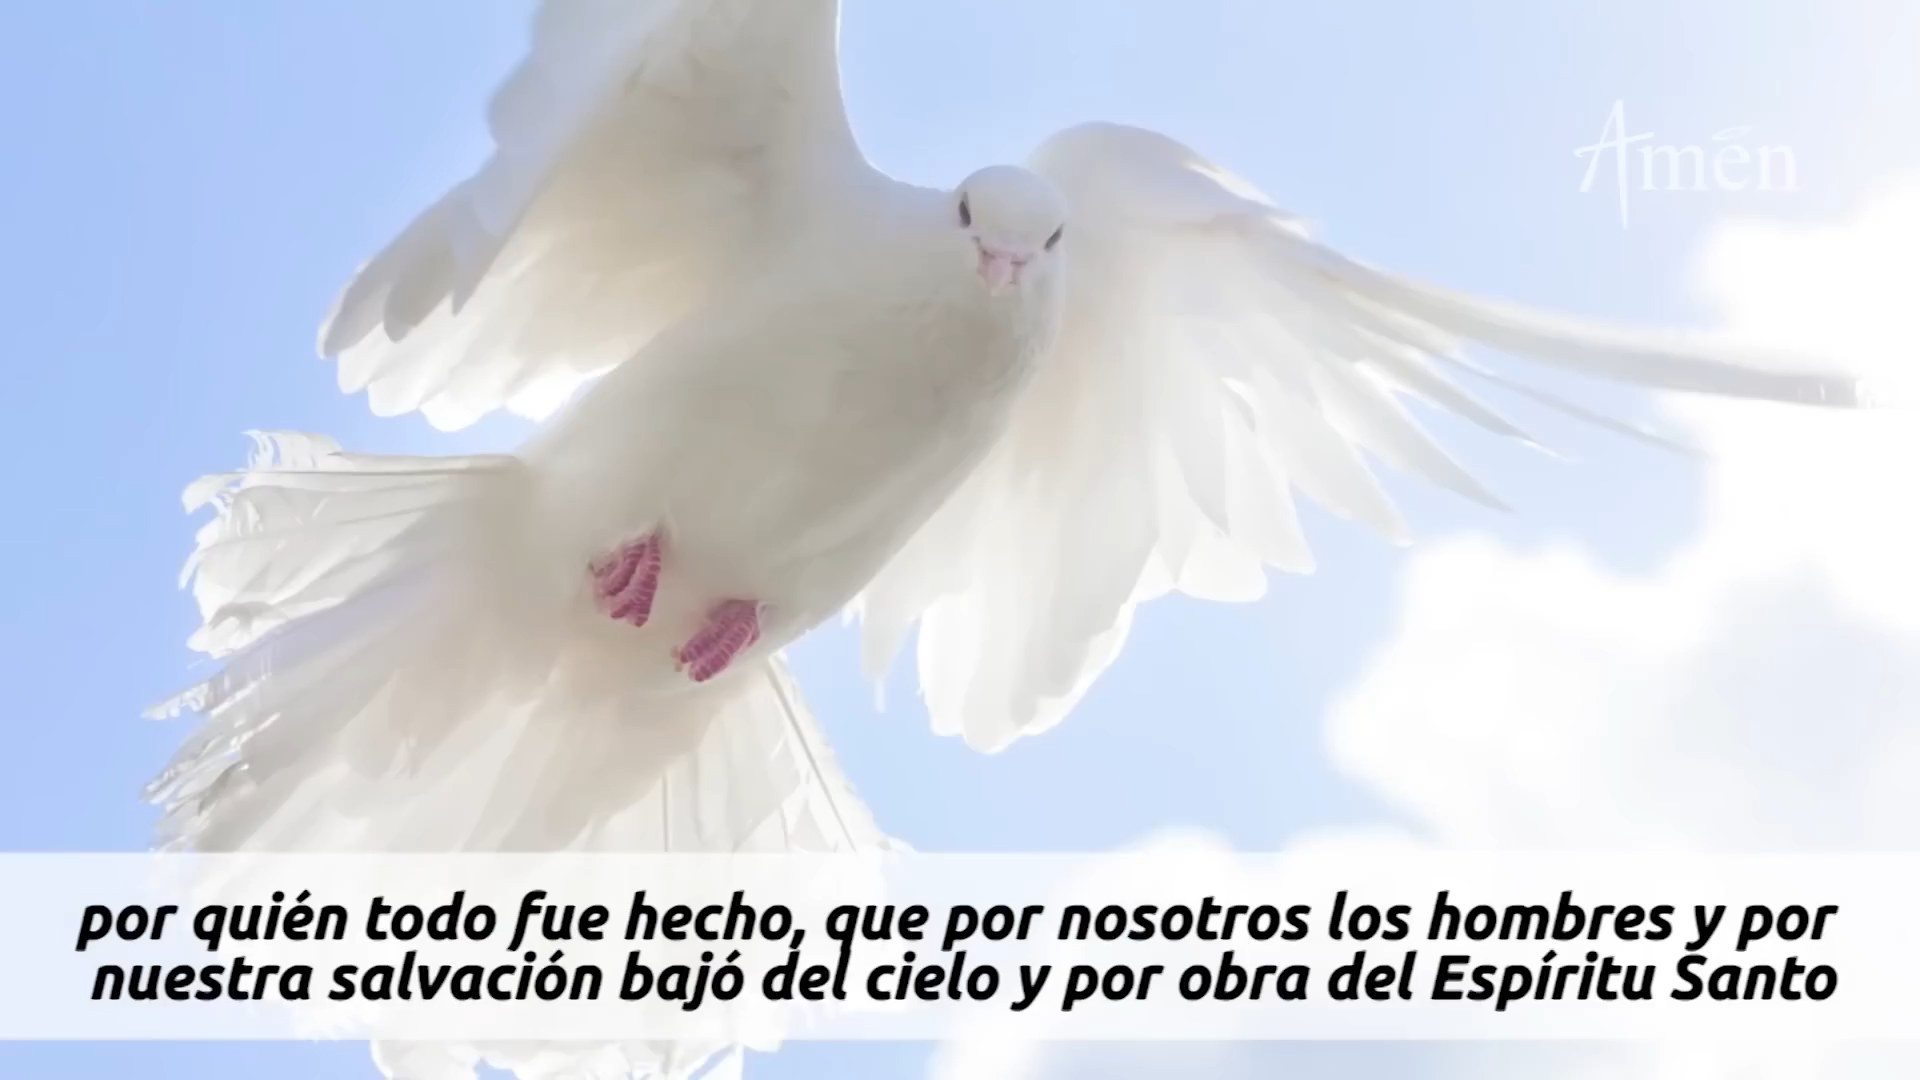 Amén
por quién todo fue hecho, que por nosotros los hombres y por
nuestra salvación bajó del cielo y por obra del Espíritu Santo